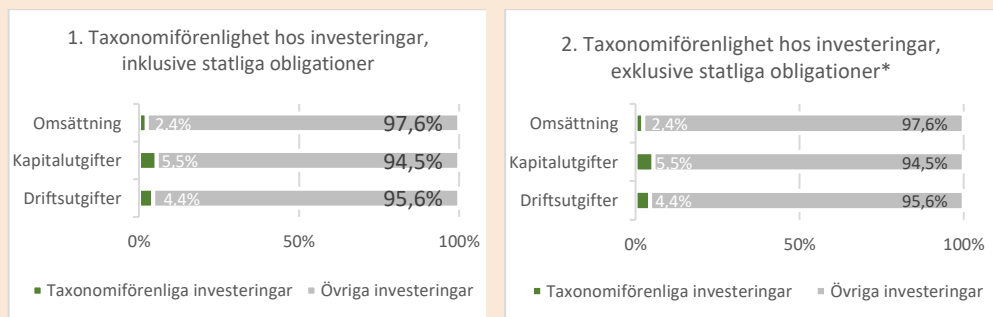 1. Taxonomiförenlighet hos investeringar,
inklusive statliga obligationer
Omsättning 2.4% 97,6%
Kapitalutgifter 5,5% 94,5%
Driftsutgifter 4,4% 95,6%
0% 50% 100%
Taxonomiförenliga investeringar Övriga investeringar
2. Taxonomiförenlighet hos investeringar,
exklusive statliga obligationer*
Omsättning 2,4% 97,6%
Kapitalutgifter 5,5% 94,5%
Driftsutgifter 4,4% 95,6%
0% 50% 100%
Taxonomiförenliga investeringar Övriga investeringar